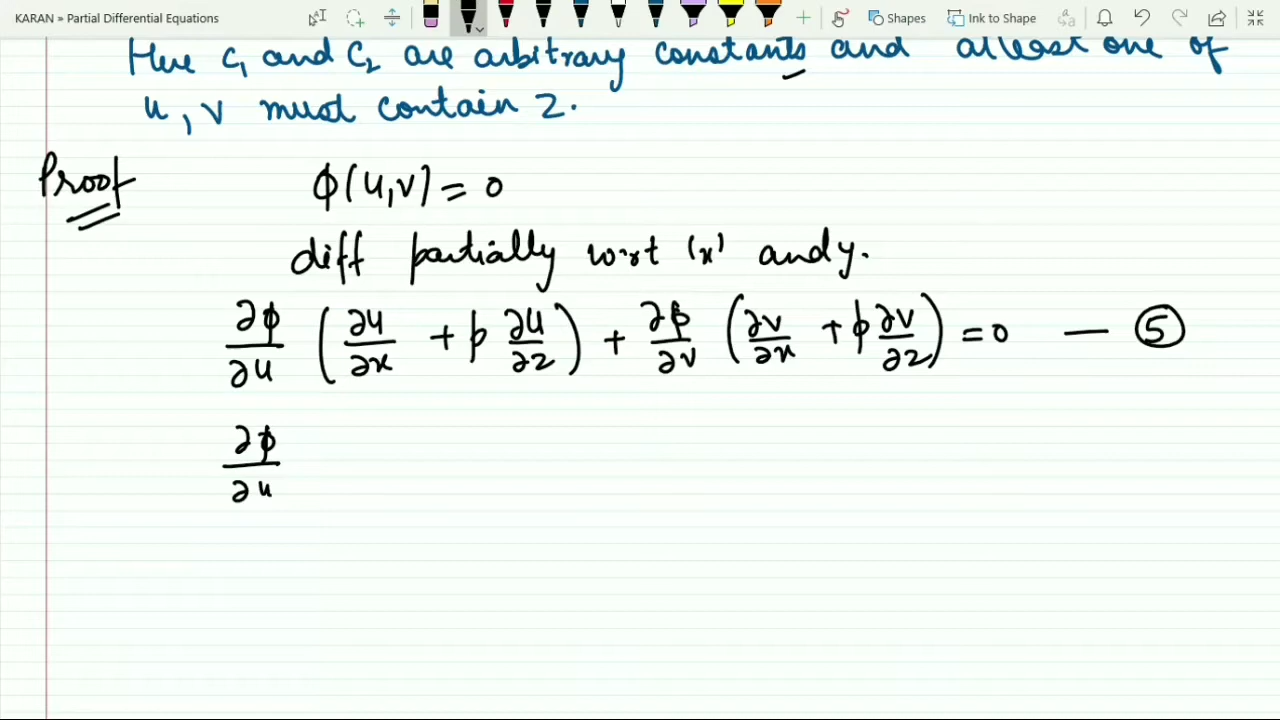 KARAN » Partial Differential Equations
Shapes
Ink to Shape
Here C₁ and C₂ are arbitrary constants and atleast one of
u, v must contain z.
Proof
ϕ(u,v) = 0
diff partially w.r.t 'x' and y.
∂ϕ/∂u (∂u/∂x + p ∂u/∂z) + ∂ϕ/∂v (∂v/∂x + p ∂v/∂z) = 0 — ⑤
∂ϕ/∂u